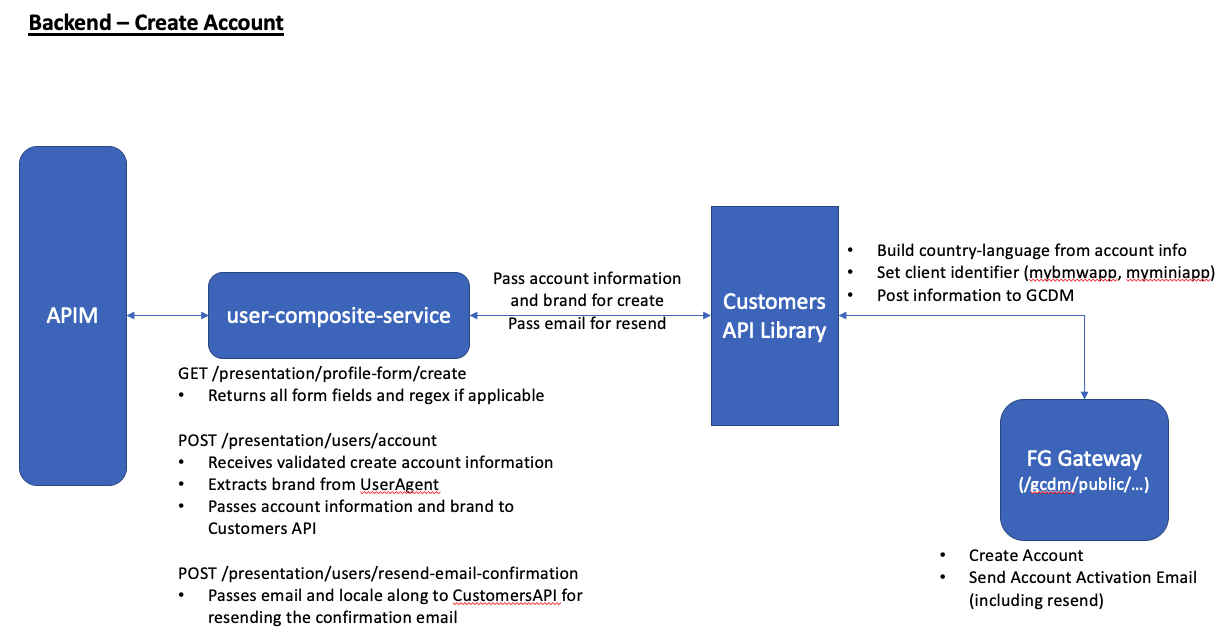 Backend – Create Account
APIM
user-composite-service
Pass account information
and brand for create
Pass email for resend
Customers
API Library
• Build country-language from account info
• Set client identifier (mybmwapp, myminiapp)
• Post information to GCDM
GET /presentation/profile-form/create
• Returns all form fields and regex if applicable
POST /presentation/users/account
• Receives validated create account information
• Extracts brand from UserAgent
• Passes account information and brand to
Customers API
POST /presentation/users/resend-email-confirmation
• Passes email and locale along to CustomersAPI for
resending the confirmation email
FG Gateway
(/gcdm/public/...)
• Create Account
• Send Account Activation Email
(including resend)